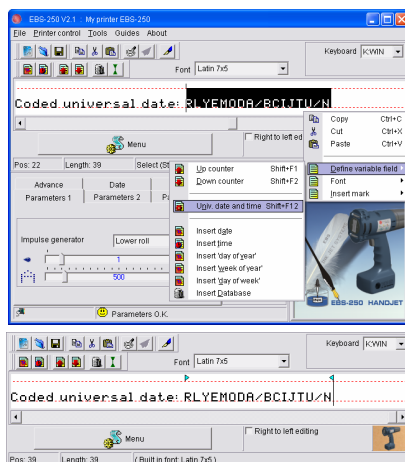 EBS-250 V2.1 : My printer EBS-250
File Printer control Tools Guides About
Keyboard KWIN
Font Latin 7x5
Coded universal date: RLYEMODA/BCIJTU/N
Menu
Right to left ed
Pos: 22 Length: 39 Select (St
Copy Ctrl+C
Cut Ctrl+X
Paste Ctrl+V
Define variable field
Font
Insert mark
Up counter Shift+F1
Down counter Shift+F2
Univ. date and time Shift+F12
Insert date
Insert time
Insert 'day of year'
Insert 'week of year'
Insert 'day of week'
Insert Database
Advance Date
Parameters 1 Parameters 2
Impulse generator Lower roll
1
500
Parameters O.K.
EBS-250 HANDJET
Keyboard KWIN
Font Latin 7x5
Coded universal date: RLYEMODA/BCIJTU/N
Menu
Right to left editing
Pos: 39 Length: 39 ( Built in font: Latin 7x5 )